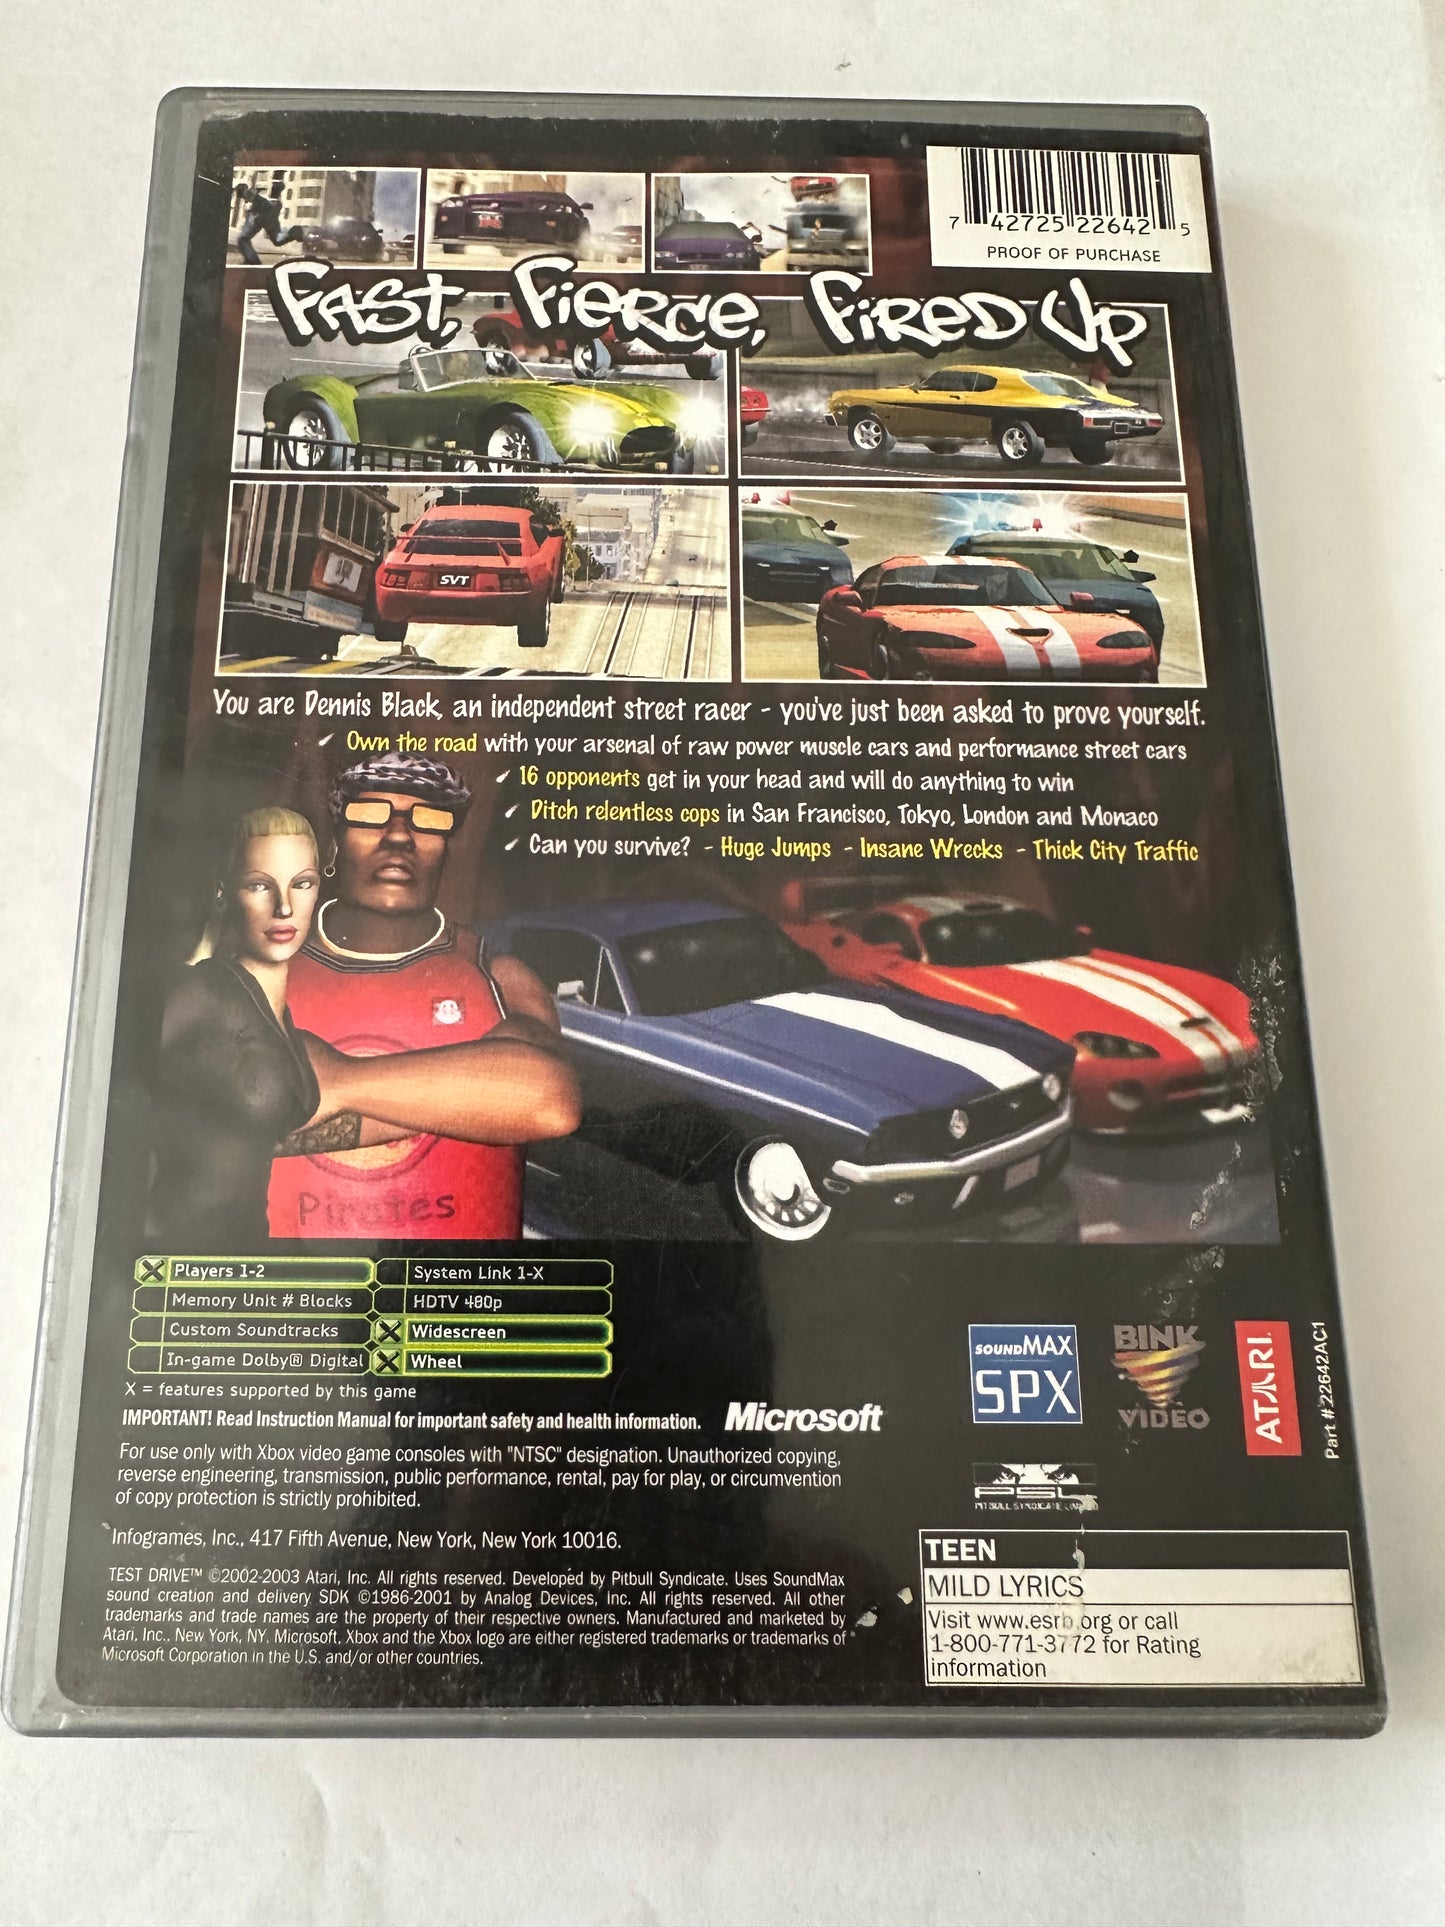 7 42725 22642 5
PROOF OF PURCHASE
FAST, FIERCE, FIRED UP
SVT
You are Dennis Black, an independent street racer - you've just been asked to prove yourself.
Own the road with your arsenal of raw power muscle cars and performance street cars
16 opponents get in your head and will do anything to win
Ditch relentless cops in San Francisco, Tokyo, London and Monaco
Can you survive? - Huge Jumps - Insane Wrecks - Thick City Traffic
Pirates
X Players 1-2
System Link 1-X
Memory Unit # Blocks
HDTV 480p
Custom Soundtracks
X Widescreen
In-game Dolby® Digital
X Wheel
X = features supported by this game
IMPORTANT! Read Instruction Manual for important safety and health information.
Microsoft
For use only with Xbox video game consoles with "NTSC" designation. Unauthorized copying,
reverse engineering, transmission, public performance, rental, pay for play, or circumvention
of copy protection is strictly prohibited.
Infogrames, Inc., 417 Fifth Avenue, New York, New York 10016.
TEST DRIVE™ ©2002-2003 Atari, Inc. All rights reserved. Developed by Pitbull Syndicate. Uses SoundMax
sound creation and delivery SDK ©1986-2001 by Analog Devices, Inc. All rights reserved. All other
trademarks and trade names are the property of their respective owners. Manufactured and marketed by
Atari, Inc., New York, NY. Microsoft, Xbox and the Xbox logo are either registered trademarks or trademarks of
Microsoft Corporation in the U.S. and/or other countries.
SOUNDMAX
SPX
BINK
VIDEO
ATARI
Part # 22642AC1
PSL
PITBULL SYNDICATE LIMITED
TEEN
MILD LYRICS
Visit www.esrb.org or call
1-800-771-3772 for Rating
information